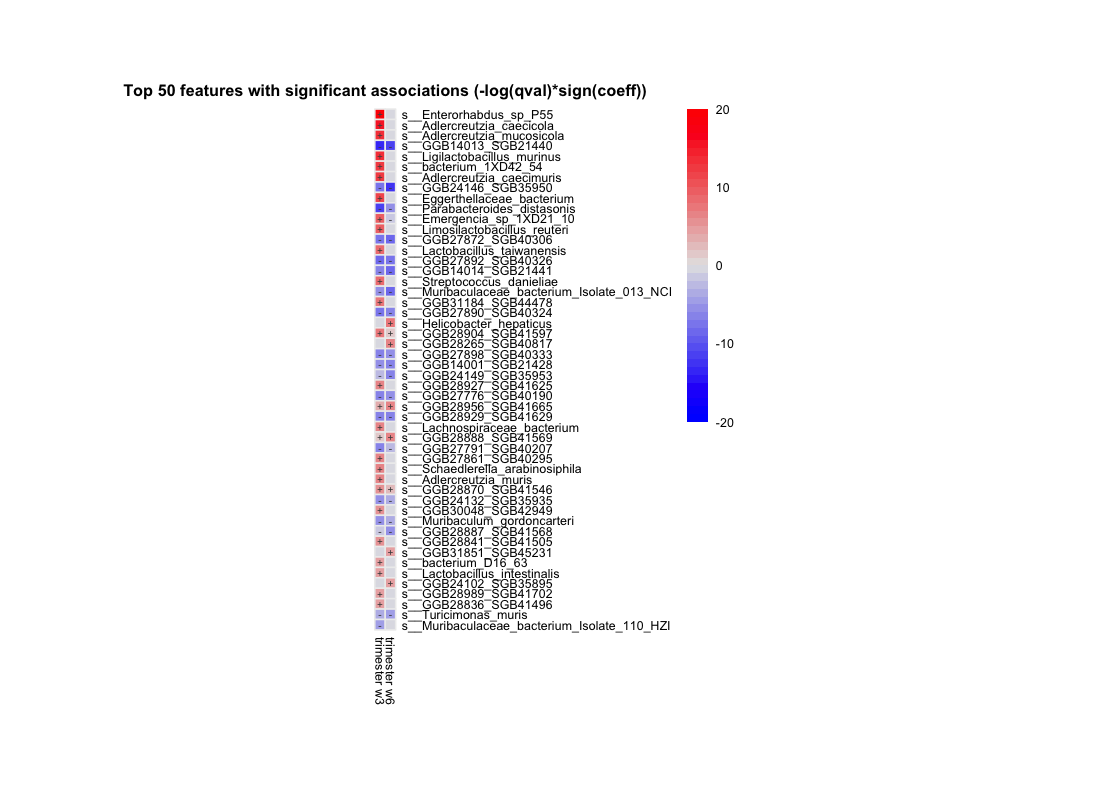 Top 50 features with significant associations (-log(qval)*sign(coeff))
s__Enterorhabdus_sp_P55
s__Adlercreutzia_caecicola
s__Adlercreutzia_mucosicola
s__GGB14013_SGB21440
s__Ligilactobacillus_murinus
s__bacterium_1XD42_54
s__Adlercreutzia_caecimuris
s__GGB24146_SGB35950
s__Eggerthellaceae_bacterium
s__Parabacteroides_distasonis
s__Emergencia_sp_1XD21_10
s__Limosilactobacillus_reuteri
s__GGB27872_SGB40306
s__Lactobacillus_taiwanensis
s__GGB27892_SGB40326
s__GGB14014_SGB21441
s__Streptococcus_danieliae
s__Muribaculaceae_bacterium_Isolate_013_NCI
s__GGB31184_SGB44478
s__GGB27890_SGB40324
s__Helicobacter_hepaticus
s__GGB28904_SGB41597
s__GGB28265_SGB40817
s__GGB27898_SGB40333
s__GGB14001_SGB21428
s__GGB24149_SGB35953
s__GGB28927_SGB41625
s__GGB27776_SGB40190
s__GGB28956_SGB41665
s__GGB28929_SGB41629
s__Lachnospiraceae_bacterium
s__GGB28888_SGB41569
s__GGB27791_SGB40207
s__GGB27861_SGB40295
s__Schaedlerella_arabinosiphila
s__Adlercreutzia_muris
s__GGB28870_SGB41546
s__GGB24132_SGB35935
s__GGB30048_SGB42949
s__Muribaculum_gordoncarteri
s__GGB28887_SGB41568
s__GGB28841_SGB41505
s__GGB31851_SGB45231
s__bacterium_D16_63
s__Lactobacillus_intestinalis
s__GGB24102_SGB35895
s__GGB28989_SGB41702
s__GGB28836_SGB41496
s__Turicimonas_muris
s__Muribaculaceae_bacterium_Isolate_110_HZI
trimester w3
trimester w6
20
10
0
-10
-20